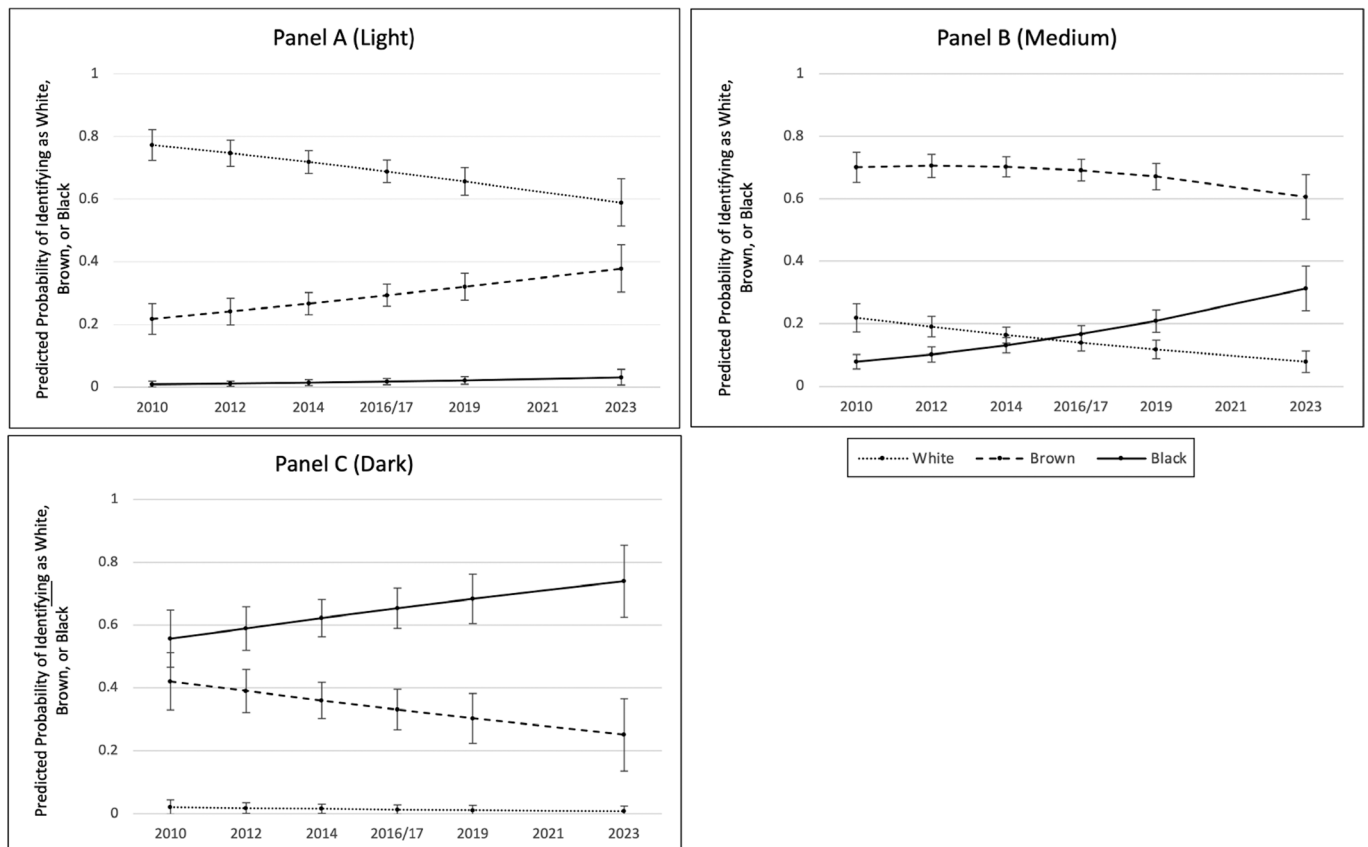 Panel A (Light)
Predicted Probability of Identifying as White,
Brown, or Black
1
0.8
0.6
0.4
0.2
0
2010 2012 2014 2016/17 2019 2021 2023
Panel B (Medium)
Predicted Probability of Identifying as White,
Brown, or Black
1
0.8
0.6
0.4
0.2
0
2010 2012 2014 2016/17 2019 2021 2023
Panel C (Dark)
Predicted Probability of Identifying as White,
Brown, or Black
1
0.8
0.6
0.4
0.2
0
2010 2012 2014 2016/17 2019 2021 2023
White Brown Black